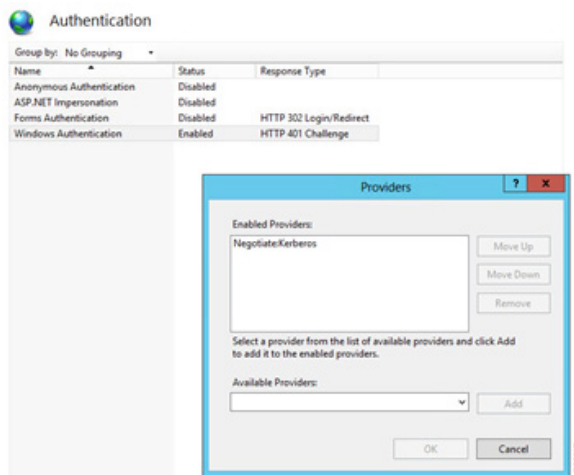 Authentication
Group by: No Grouping
Name Status Response Type
Anonymous Authentication Disabled
ASP.NET Impersonation Disabled
Forms Authentication Disabled HTTP 302 Login/Redirect
Windows Authentication Enabled HTTP 401 Challenge
Providers ? x
Enabled Providers:
Negotiate:Kerberos
Move Up
Move Down
Remove
Select a provider from the list of available providers and click Add
to add it to the enabled providers.
Available Providers:
Add
OK Cancel